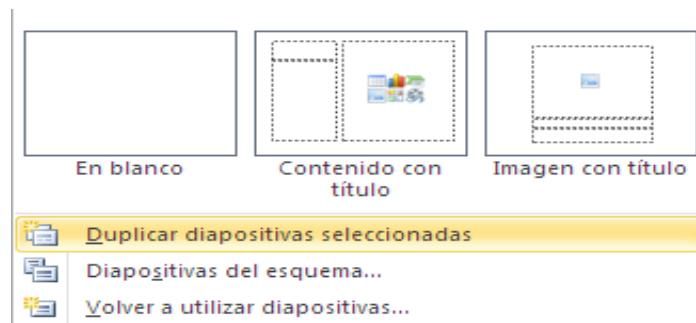 En blanco
Contenido con
título
Imagen con título
Duplicar diapositivas seleccionadas
Diapositivas del esquema...
Volver a utilizar diapositivas...